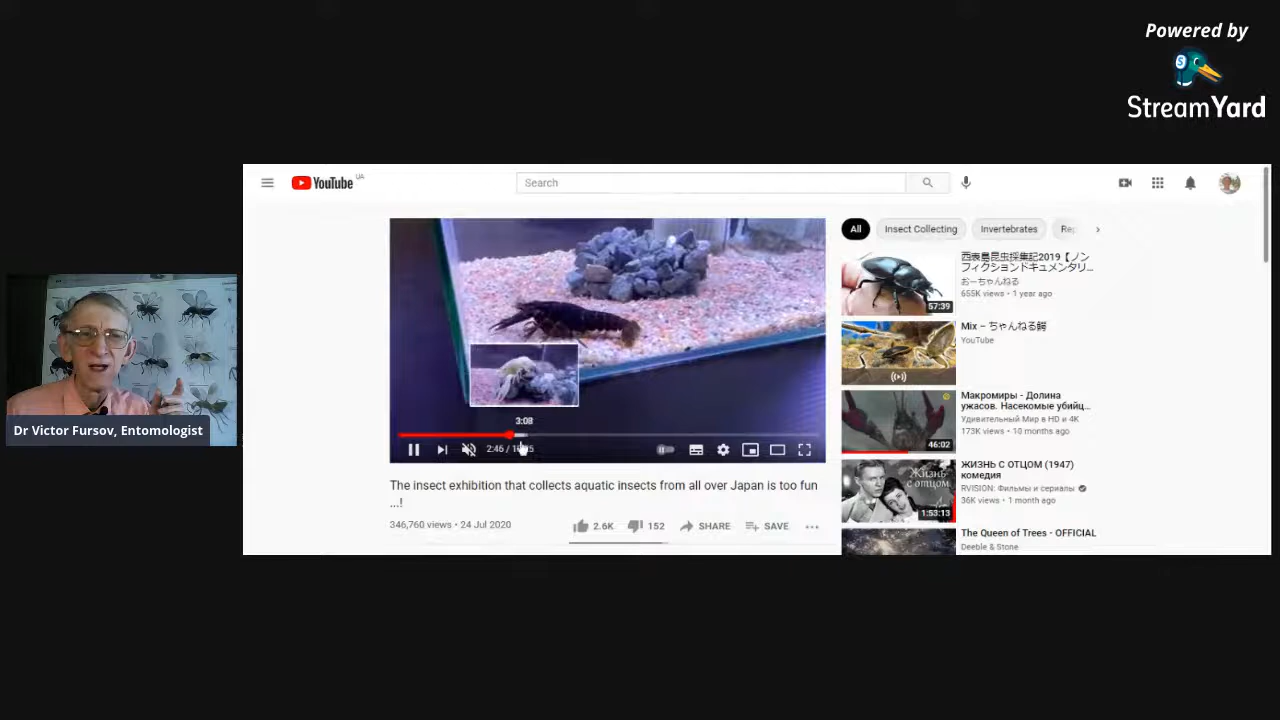 Powered by
StreamYard
YouTube UA
Search
All
Insect Collecting
Invertebrates
西表島昆虫採集記2019【ノン
フィクションドキュメンタリ...
おーちゃんねる
655K views • 1 year ago
57:39
Mix – ちゃんねる鰐
YouTube
Макромиры - Долина
ужасов. Насекомые убийц...
Удивительный Мир в HD и 4K
173K views • 10 months ago
46:02
ЖИЗНЬ С ОТЦОМ (1947)
комедия
RVISION: Фильмы и сериалы
36K views • 1 month ago
Жизнь
с отцом
1:53:13
The Queen of Trees - OFFICIAL
Deeble & Stone
3:08
2:46 /
The insect exhibition that collects aquatic insects from all over Japan is too fun
...!
346,760 views • 24 Jul 2020
2.6K
152
SHARE
SAVE
Dr Victor Fursov, Entomologist